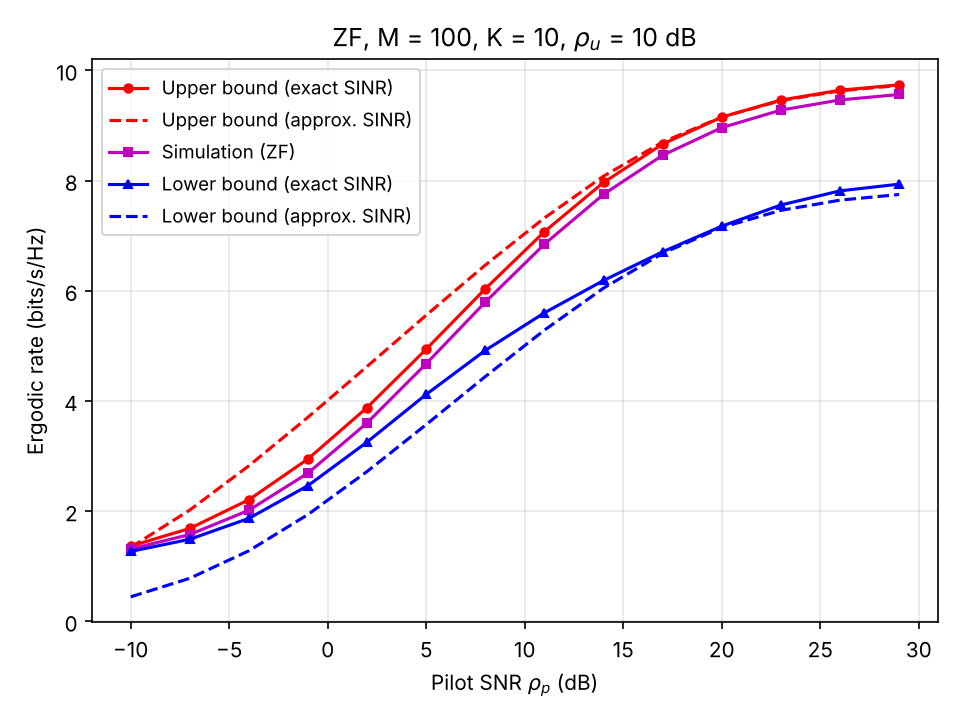 ZF, M = 100, K = 10, ρᵤ = 10 dB
Upper bound (exact SINR)
Upper bound (approx. SINR)
Simulation (ZF)
Lower bound (exact SINR)
Lower bound (approx. SINR)
Ergodic rate (bits/s/Hz)
10
8
6
4
2
0
−10 −5 0 5 10 15 20 25 30
Pilot SNR ρₚ (dB)